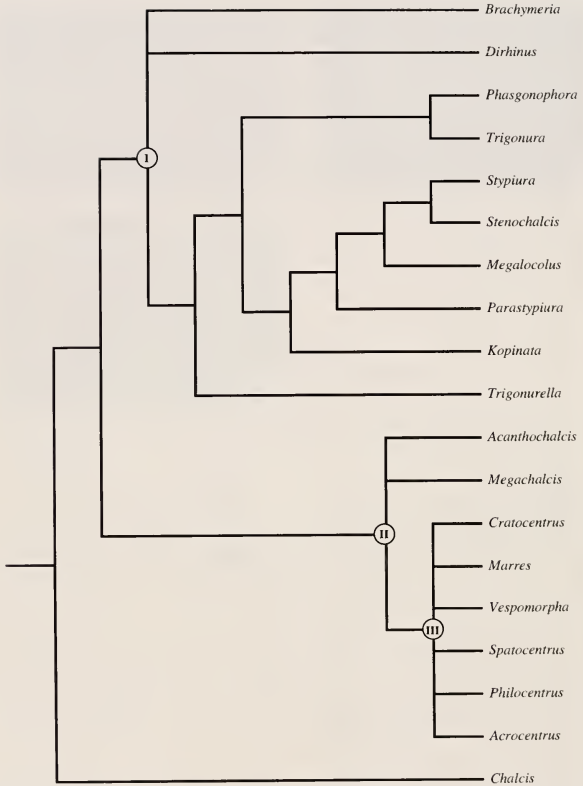 Brachymeria
Dirhinus
Phasgonophora
I
Trigonura
Stypiura
Stenochalcis
Megalocolus
Parastypiura
Kopinata
Trigonurella
Acanthochalcis
Megachalcis
Cratocentrus
II
Marres
Vespomorpha
III
Spatocentrus
Philocentrus
Acrocentrus
Chalcis